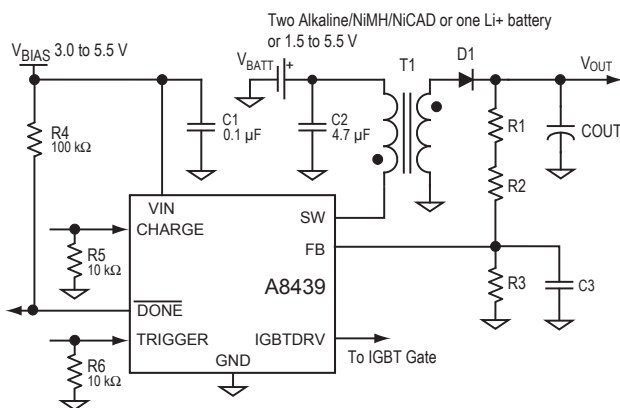 Two Alkaline/NiMH/NiCAD or one Li+ battery
or 1.5 to 5.5 V
VBIAS 3.0 to 5.5 V
VBATT
+
T1
D1
VOUT
R4
100 kΩ
C1
0.1 µF
C2
4.7 µF
R1
COUT
R2
VIN
SW
CHARGE
R5
10 kΩ
FB
A8439
R3
C3
DONE
TRIGGER
IGBTDRV
To IGBT Gate
R6
10 kΩ
GND